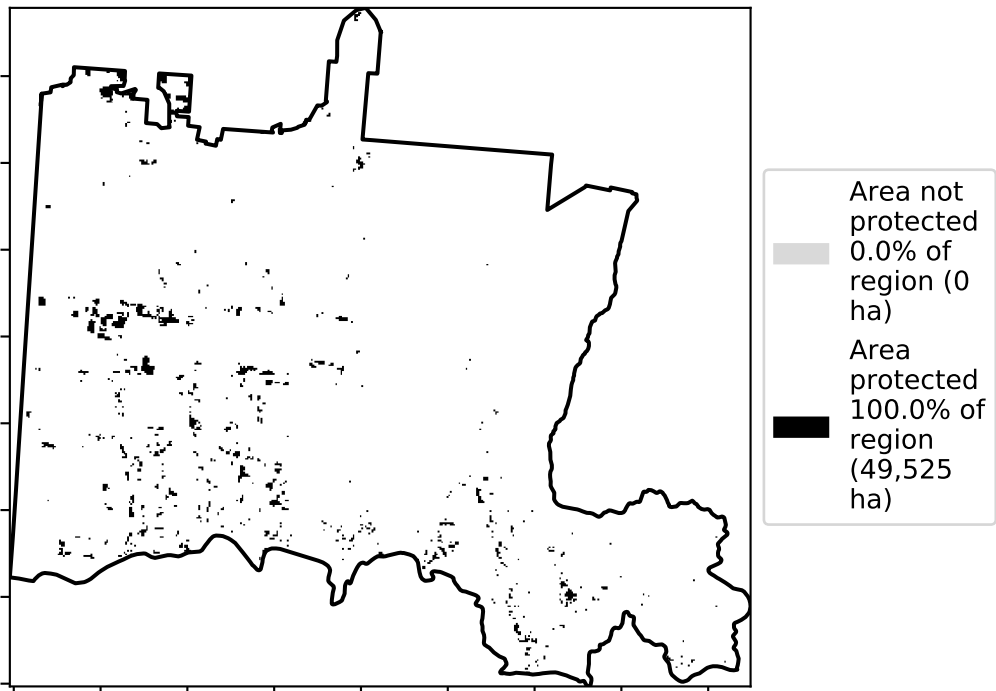 Area not
protected
0.0% of
region (0
ha)
Area
protected
100.0% of
region
(49,525
ha)